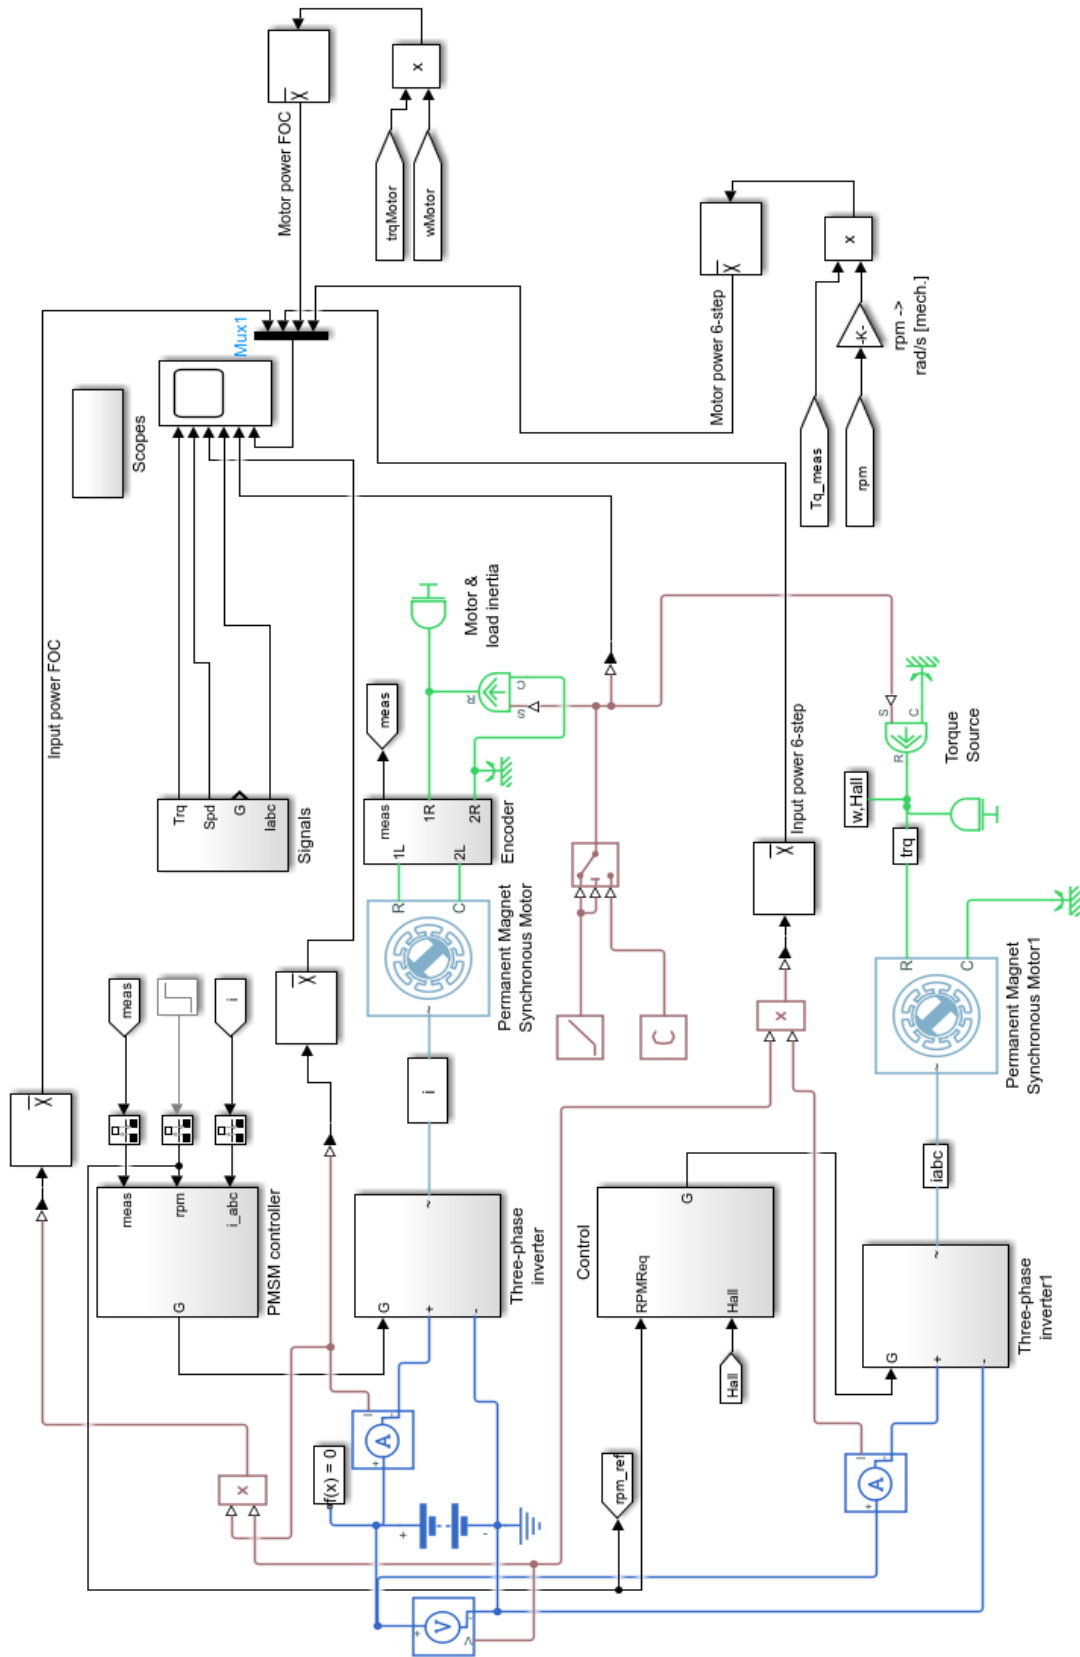 Input power FOC
x̄
meas
rpm
i_abc
G
PMSM controller
meas
i
Trq
Spd
G
Iabc
Signals
Scopes
Mux1
x
f(x) = 0
V
+
-
V
+
-
A
+
-
I
G
+
-
~
Three-phase
inverter
x̄
i
~
R
C
Permanent Magnet
Synchronous Motor
1L
2L
meas
1R
2R
Encoder
meas
R
S
C
Motor &
load inertia
Motor power FOC
x̄
trqMotor
wMotor
x
rpm_ref
RPMReq
Hall
G
Control
Hall
C
x
x̄
Input power 6-step
Motor power 6-step
x̄
Tq_meas
rpm
-K-
rpm ->
rad/s [mech.]
x
A
+
-
I
G
+
-
~
Three-phase
inverter1
iabc
~
R
C
Permanent Magnet
Synchronous Motor1
trq
w,Hall
R
S
C
Torque
Source